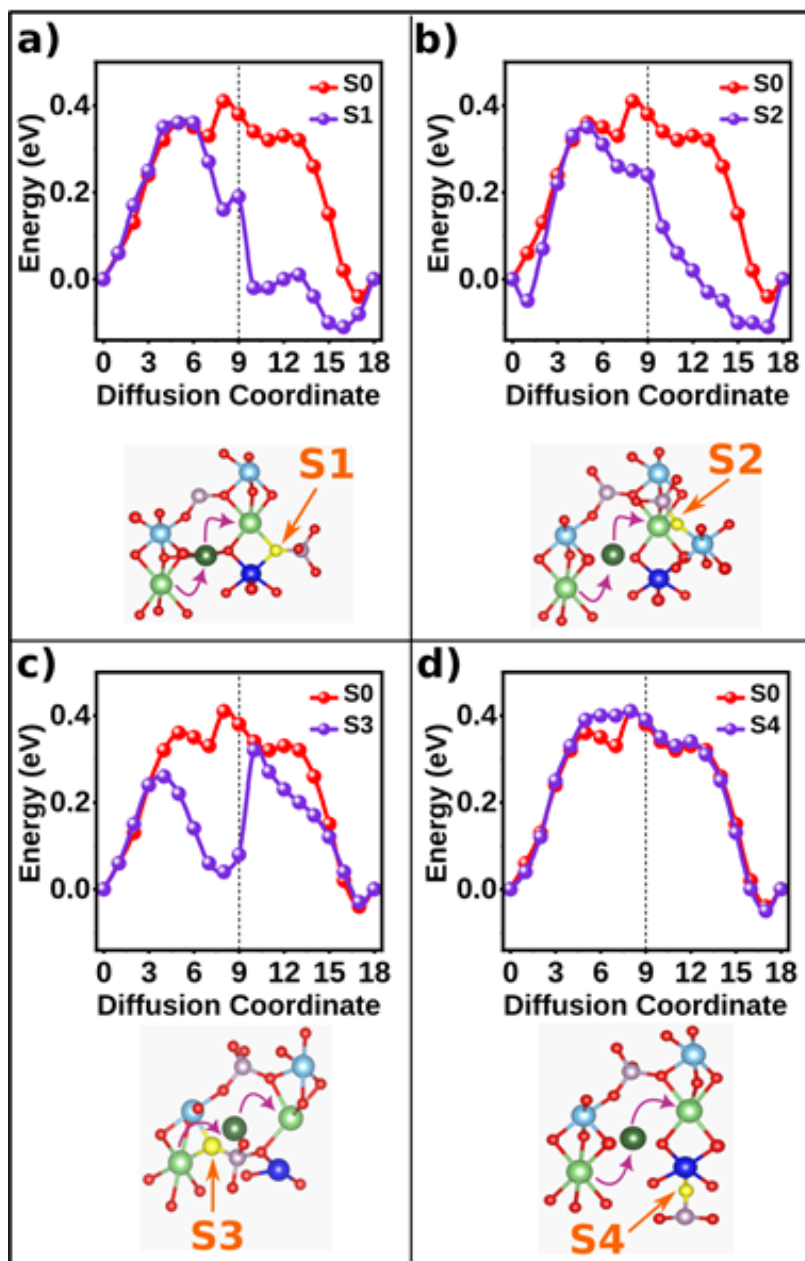 a)
S0
S1
Energy (eV)
0.4
0.2
0.0
0 3 6 9 12 15 18
Diffusion Coordinate
S1
b)
S0
S2
Energy (eV)
0.4
0.2
0.0
0 3 6 9 12 15 18
Diffusion Coordinate
S2
c)
S0
S3
Energy (eV)
0.4
0.2
0.0
0 3 6 9 12 15 18
Diffusion Coordinate
S3
d)
S0
S4
Energy (eV)
0.4
0.2
0.0
0 3 6 9 12 15 18
Diffusion Coordinate
S4